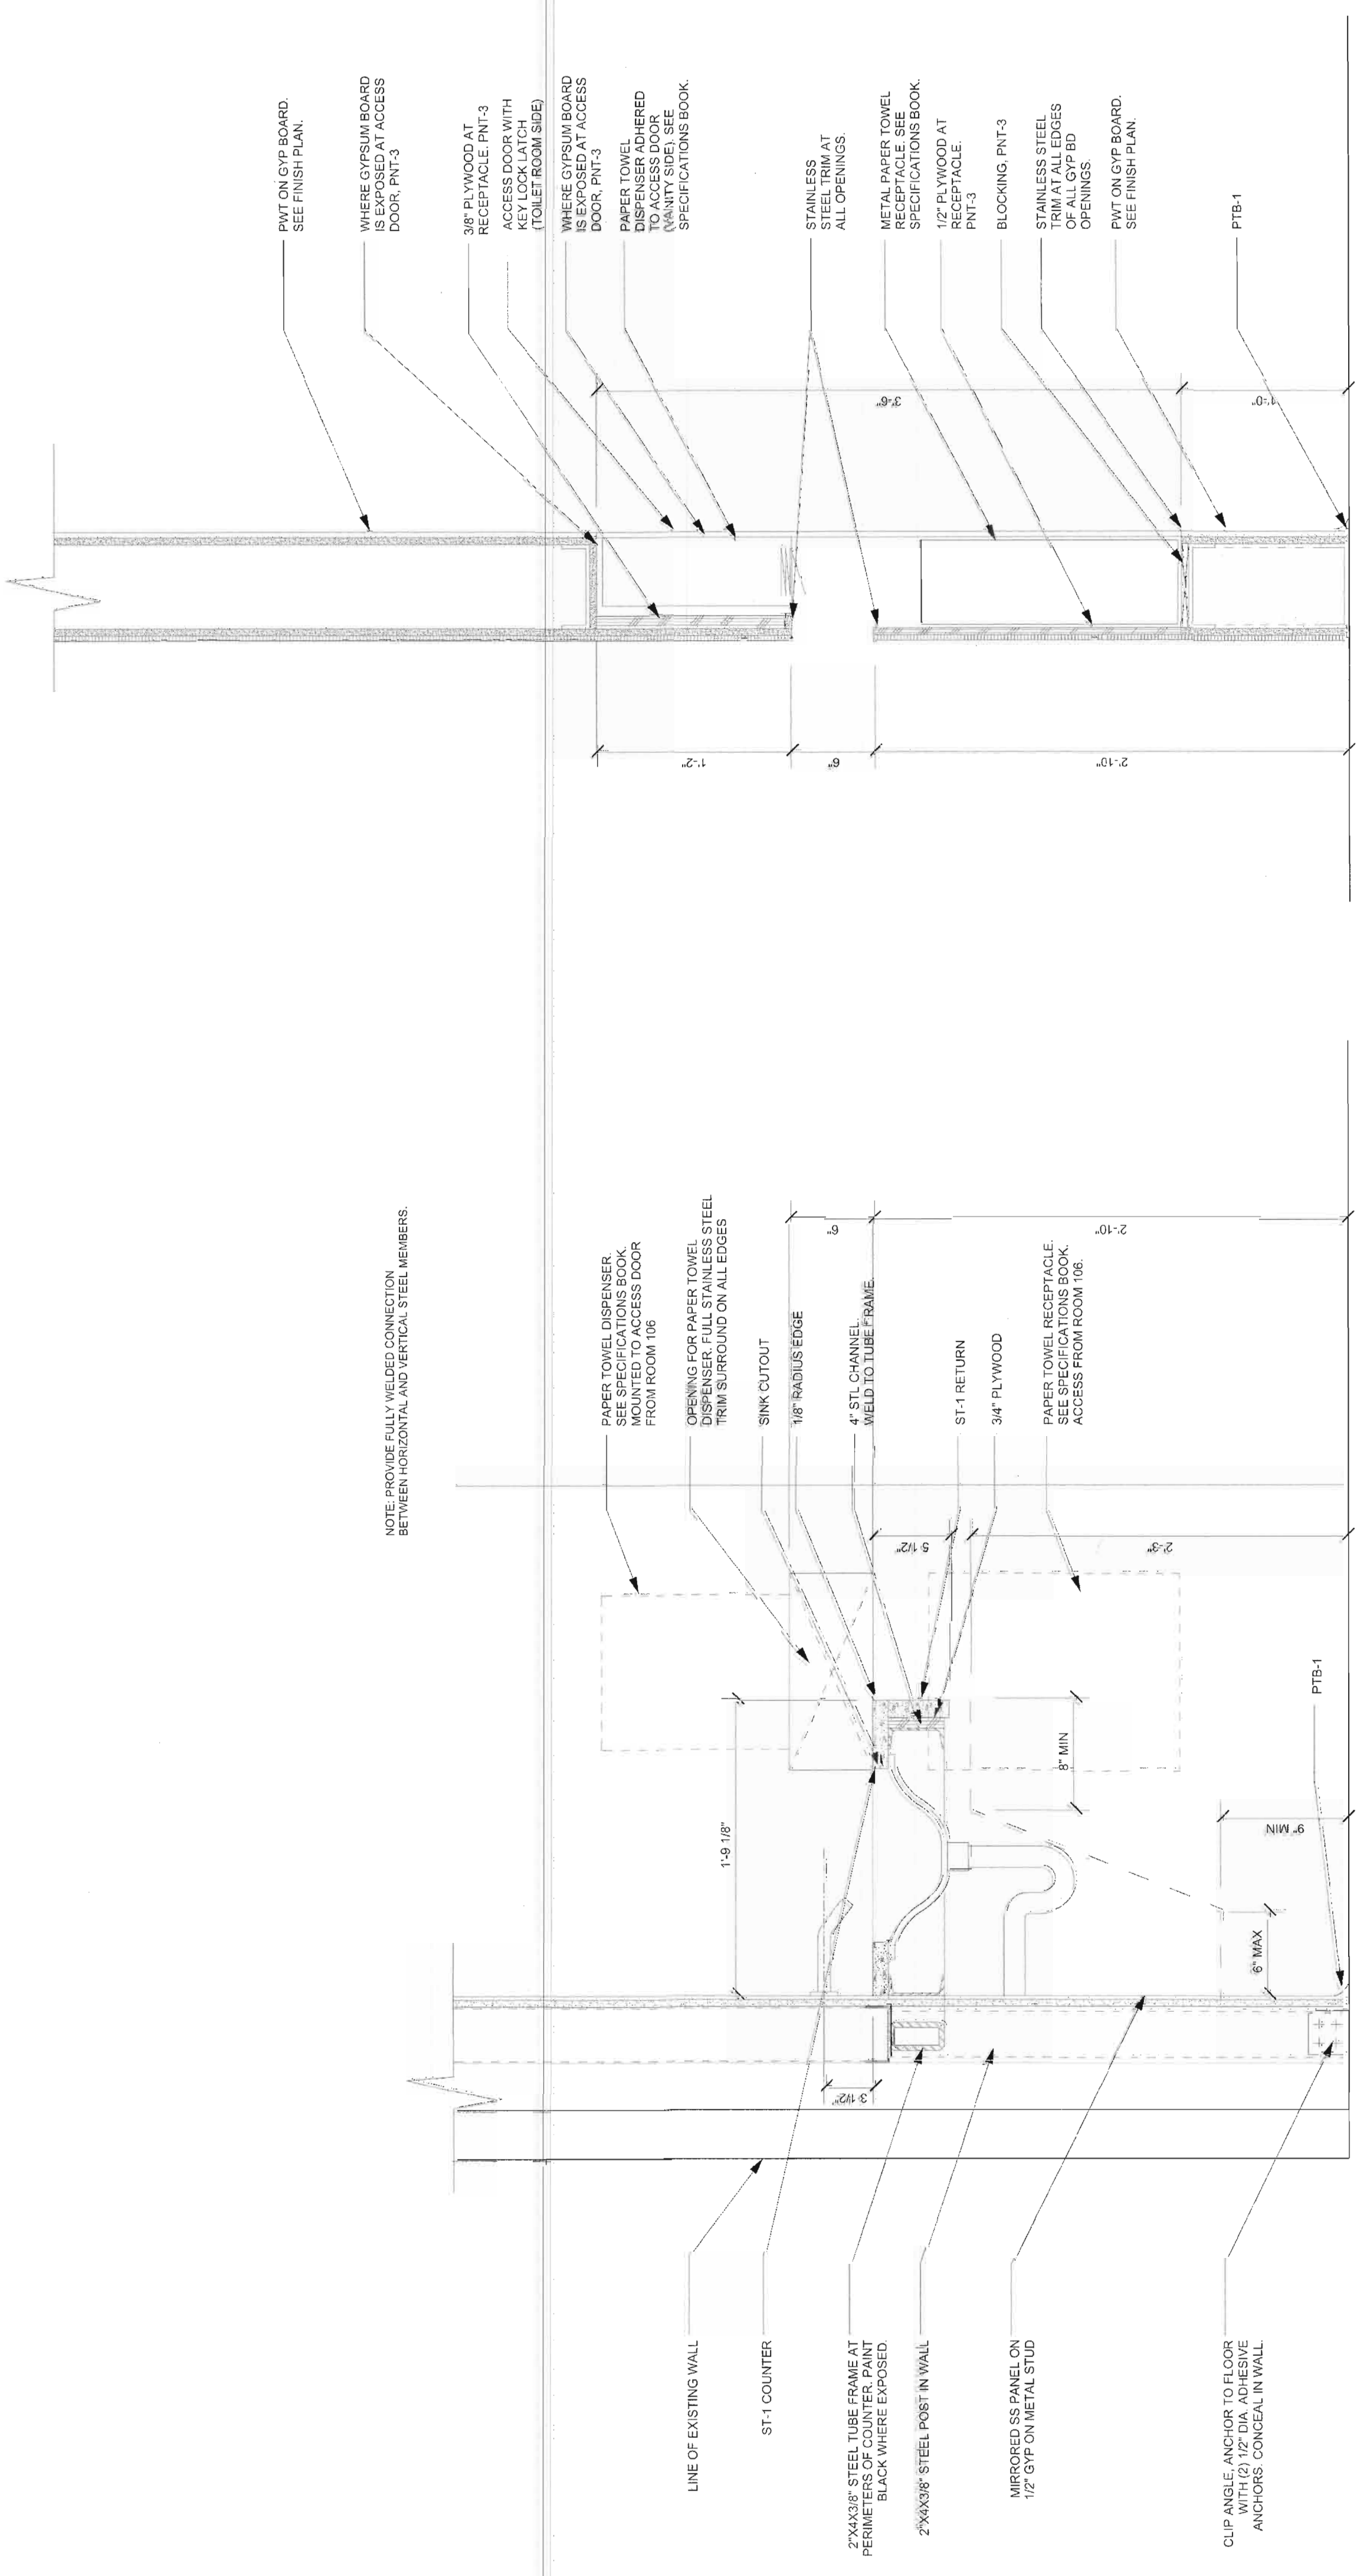 PWT ON GYP BOARD.
SEE FINISH PLAN.
WHERE GYPSUM BOARD
IS EXPOSED AT ACCESS
DOOR, PNT-3
3/8" PLYWOOD AT
RECEPTACLE. PNT-3
ACCESS DOOR WITH
KEY LOCK LATCH
(TOILET ROOM SIDE)
WHERE GYPSUM BOARD
IS EXPOSED AT ACCESS
DOOR, PNT-3
PAPER TOWEL
DISPENSER ADHERED
TO ACCESS DOOR
(VANITY SIDE). SEE
SPECIFICATIONS BOOK.
STAINLESS
STEEL TRIM AT
ALL OPENINGS.
METAL PAPER TOWEL
RECEPTACLE. SEE
SPECIFICATIONS BOOK.
1/2" PLYWOOD AT
RECEPTACLE.
PNT-3
BLOCKING, PNT-3
STAINLESS STEEL
TRIM AT ALL EDGES
OF ALL GYP BD
OPENINGS.
PWT ON GYP BOARD.
SEE FINISH PLAN.
PTB-1
3'-6"
1'-0"
1'-2"
6"
2'-10"
NOTE: PROVIDE FULLY WELDED CONNECTION
BETWEEN HORIZONTAL AND VERTICAL STEEL MEMBERS.
PAPER TOWEL DISPENSER.
SEE SPECIFICATIONS BOOK.
MOUNTED TO ACCESS DOOR
FROM ROOM 106
OPENING FOR PAPER TOWEL
DISPENSER. FULL STAINLESS STEEL
TRIM SURROUND ON ALL EDGES
SINK CUTOUT
1/8" RADIUS EDGE
4" STL CHANNEL.
WELD TO TUBE FRAME.
ST-1 RETURN
3/4" PLYWOOD
PAPER TOWEL RECEPTACLE.
SEE SPECIFICATIONS BOOK.
ACCESS FROM ROOM 106.
PTB-1
6"
2'-10"
5 1/2"
2'-3"
1'-9 1/8"
8" MIN
9" MIN
6" MAX
3 1/2"
LINE OF EXISTING WALL
ST-1 COUNTER
2"X4X3/8" STEEL TUBE FRAME AT
PERIMETERS OF COUNTER. PAINT
BLACK WHERE EXPOSED.
2"X4X3/8" STEEL POST IN WALL
MIRRORED SS PANEL ON
1/2" GYP ON METAL STUD
CLIP ANGLE, ANCHOR TO FLOOR
WITH (2) 1/2" DIA. ADHESIVE
ANCHORS. CONCEAL IN WALL.